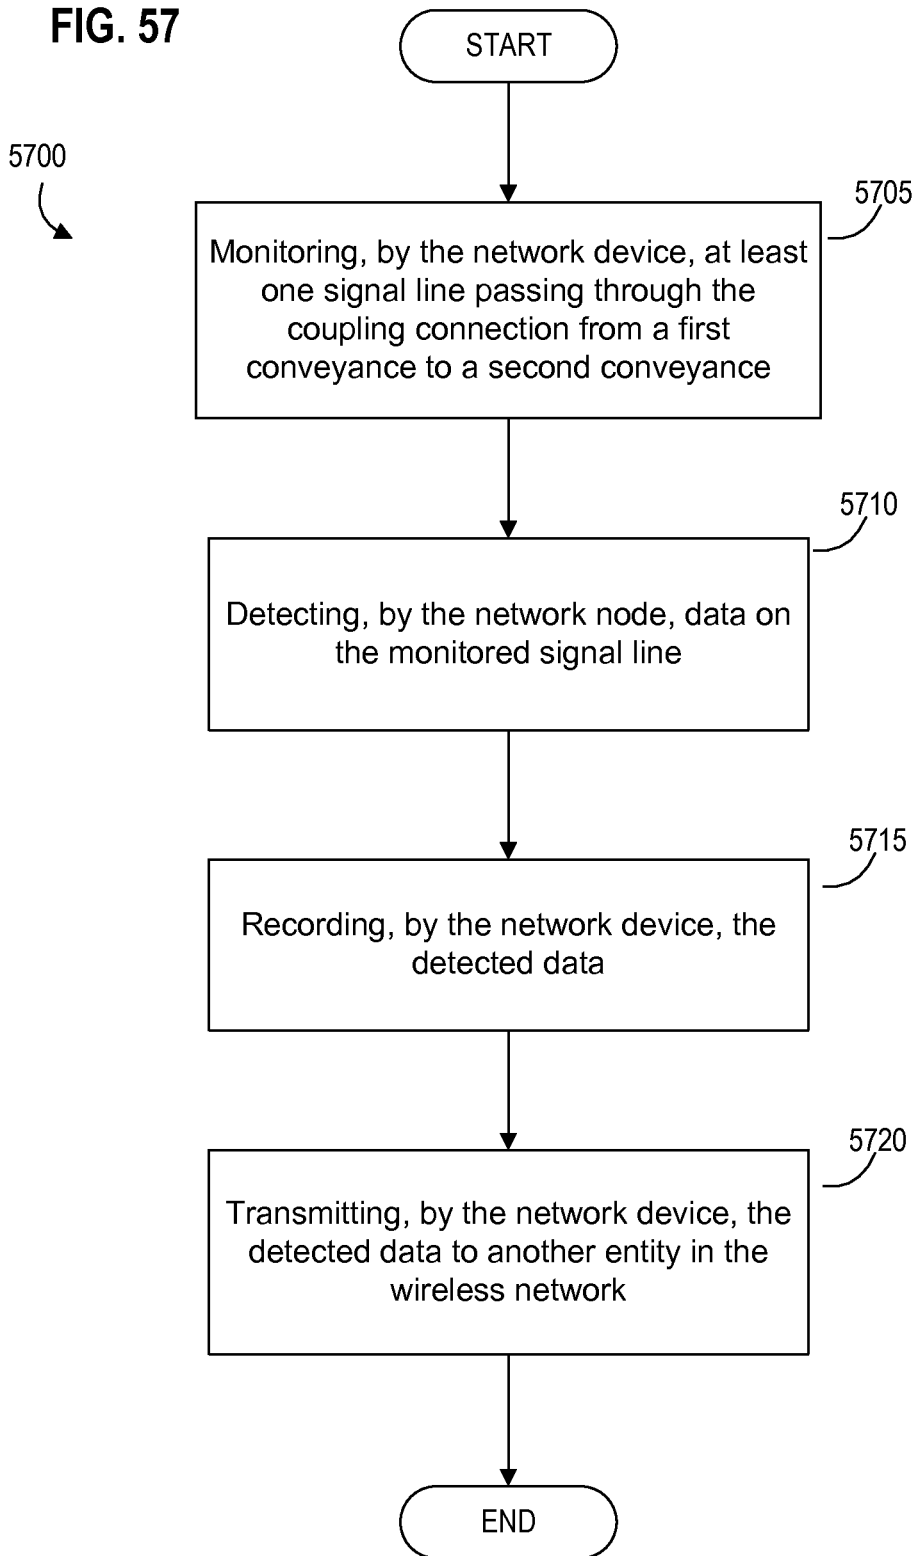 FIG. 57
START
5700
5705
Monitoring, by the network device, at least
one signal line passing through the
coupling connection from a first
conveyance to a second conveyance
5710
Detecting, by the network node, data on
the monitored signal line
5715
Recording, by the network device, the
detected data
5720
Transmitting, by the network device, the
detected data to another entity in the
wireless network
END